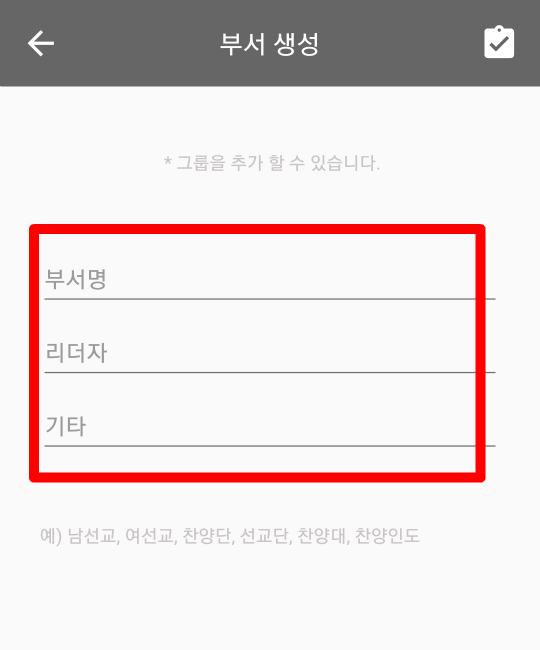 부서 생성
* 그룹을 추가 할 수 있습니다.
부서명
리더자
기타
예) 남선교, 여선교, 찬양단, 선교단, 찬양대, 찬양인도